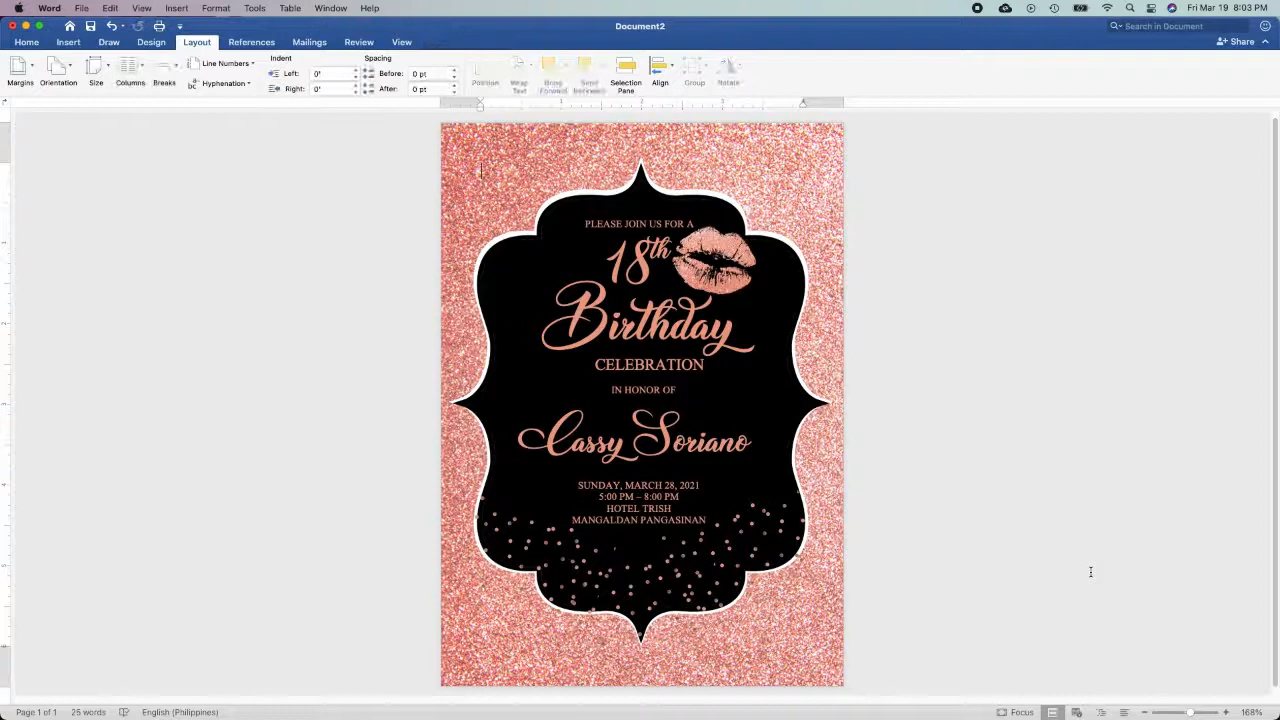 Word File Edit View Insert Format Tools Table Window Help Fri Mar 19 8:03 PM
Document2 Search in Document
Home Insert Draw Design Layout References Mailings Review View Share
Margins Orientation Size Columns Breaks Line Numbers Hyphenation
Indent Spacing
Left: 0" Before: 0 pt
Right: 0" After: 0 pt
Position Wrap Text Bring Forward Send Backward Selection Pane Align Group Rotate
PLEASE JOIN US FOR A
18th
Birthday
CELEBRATION
IN HONOR OF
Cassy Soriano
SUNDAY, MARCH 28, 2021
5:00 PM – 8:00 PM
HOTEL TRISH
MANGALDAN PANGASINAN
Page 1 of 1 25 words English (Philippines) Focus 168%